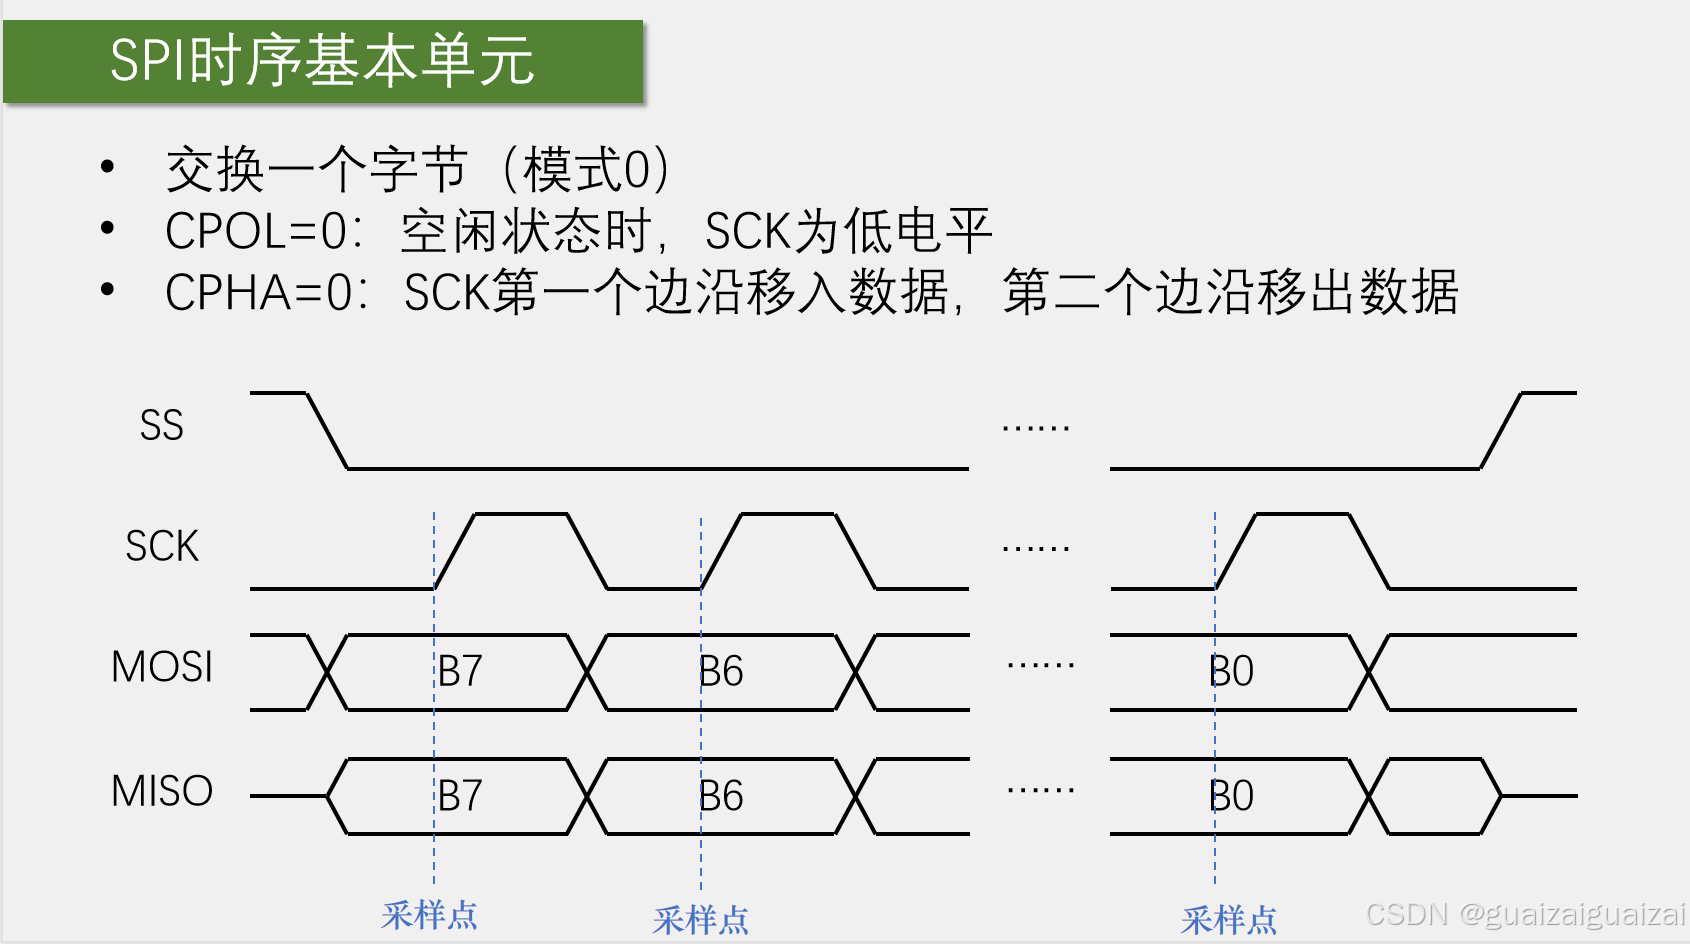 SPI时序基本单元
• 交换一个字节（模式0）
• CPOL=0：空闲状态时，SCK为低电平
• CPHA=0：SCK第一个边沿移入数据，第二个边沿移出数据
SS ……
SCK ……
MOSI B7 B6 …… B0
MISO B7 B6 …… B0
采样点 采样点 采样点
CSDN @guaizaiguaizai